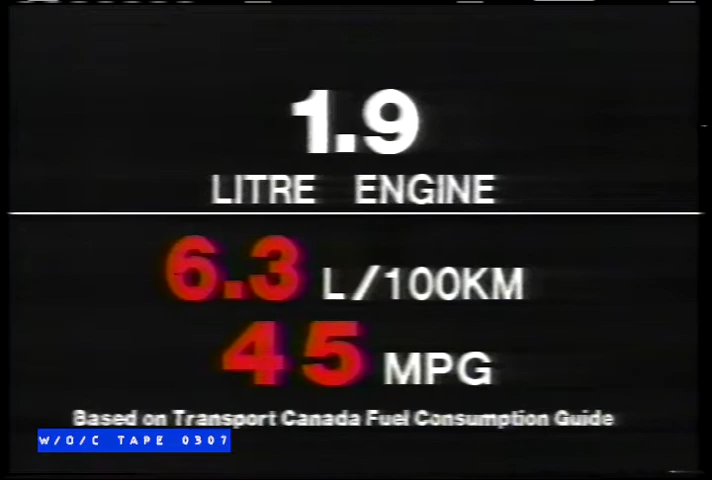 1.9
LITRE ENGINE
6.3 L/100KM
45 MPG
Based on Transport Canada Fuel Consumption Guide
W/O/C TAPE 0307